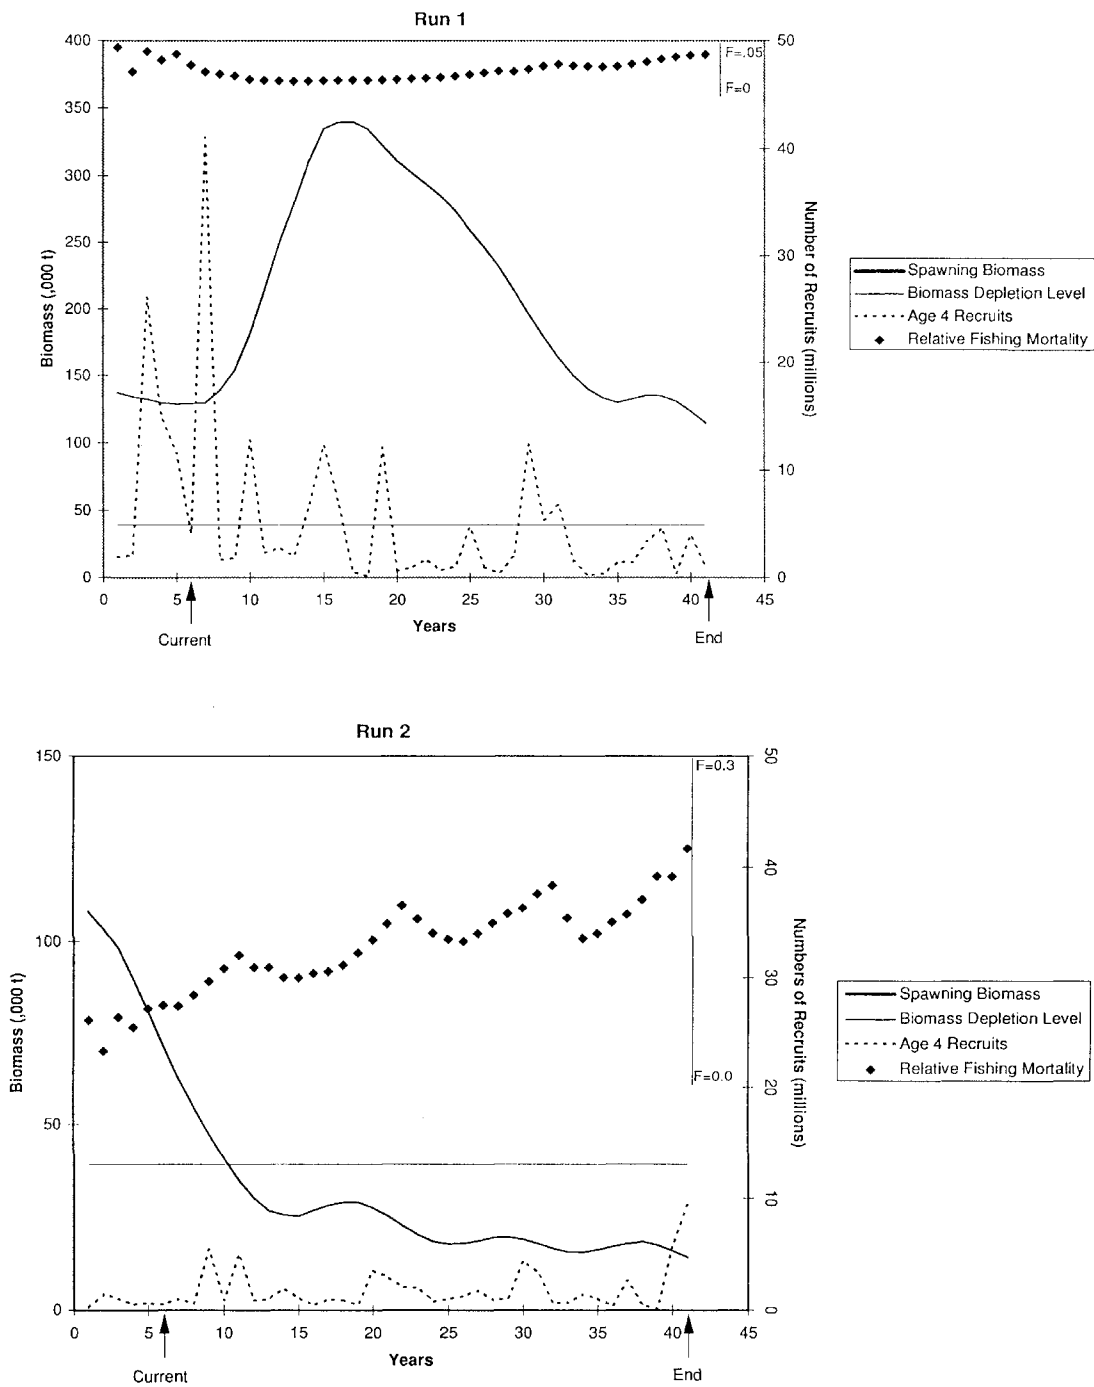 Run 1
400
350
300
250
200
150
100
50
0
50
40
30
20
10
0
F=.05
F=0
Biomass (,000 t)
Number of Recruits (millions)
0 5 10 15 20 25 30 35 40 45
Years
Current
End
Spawning Biomass
Biomass Depletion Level
Age 4 Recruits
Relative Fishing Mortality
Run 2
150
100
50
0
50
40
30
20
10
0
F=0.3
F=0.0
Biomass (,000 t)
Numbers of Recruits (millions)
0 5 10 15 20 25 30 35 40 45
Years
Current
End
Spawning Biomass
Biomass Depletion Level
Age 4 Recruits
Relative Fishing Mortality